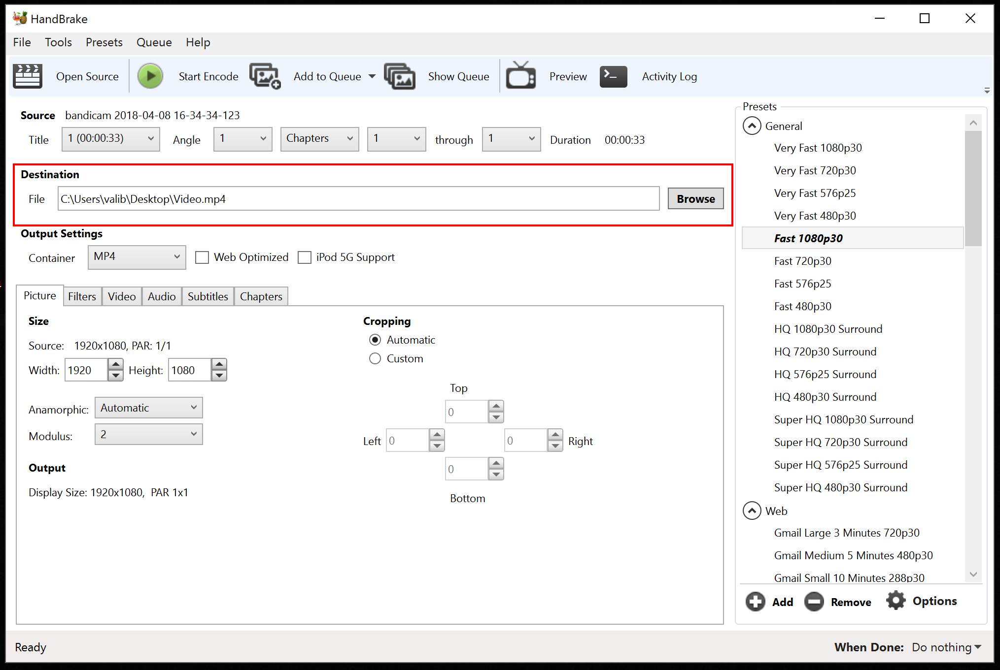 HandBrake
File Tools Presets Queue Help
Open Source Start Encode Add to Queue Show Queue Preview Activity Log
Source bandicam 2018-04-08 16-34-34-123
Title 1 (00:00:33) Angle 1 Chapters 1 through 1 Duration 00:00:33
Destination
File C:\Users\valib\Desktop\Video.mp4 Browse
Output Settings
Container MP4 Web Optimized iPod 5G Support
Picture Filters Video Audio Subtitles Chapters
Size
Source: 1920x1080, PAR: 1/1
Width: 1920 Height: 1080
Anamorphic: Automatic
Modulus: 2
Output
Display Size: 1920x1080, PAR 1x1
Cropping
Automatic
Custom
Top
0
Left 0 0 Right
0
Bottom
Presets
General
Very Fast 1080p30
Very Fast 720p30
Very Fast 576p25
Very Fast 480p30
Fast 1080p30
Fast 720p30
Fast 576p25
Fast 480p30
HQ 1080p30 Surround
HQ 720p30 Surround
HQ 576p25 Surround
HQ 480p30 Surround
Super HQ 1080p30 Surround
Super HQ 720p30 Surround
Super HQ 576p25 Surround
Super HQ 480p30 Surround
Web
Gmail Large 3 Minutes 720p30
Gmail Medium 5 Minutes 480p30
Gmail Small 10 Minutes 288p30
Add Remove Options
Ready When Done: Do nothing